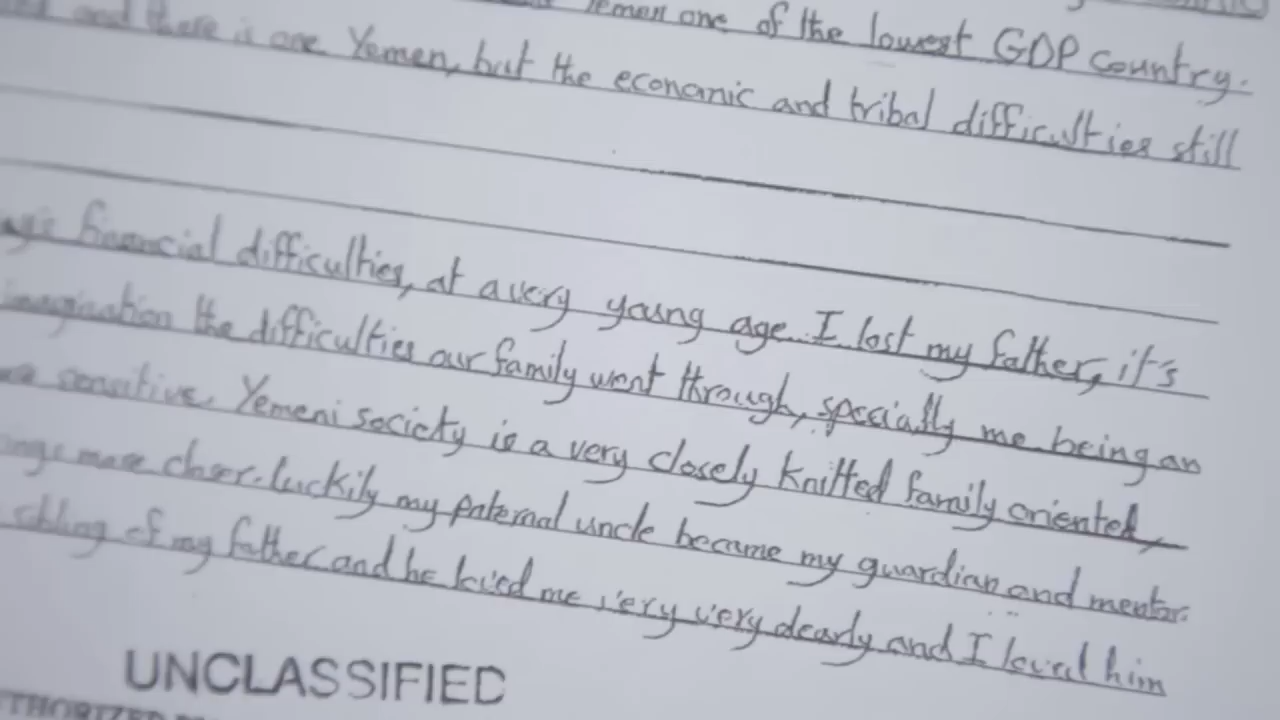 Yemen one of the lowest GDP country.
and there is one Yemen, but the economic and tribal difficulties still
financial difficulties, at a very young age. I lost my father, it's
imagination the difficulties our family went through, specially me being an
sensitive. Yemeni society is a very closely knitted family oriented,
more closer. luckily my paternal uncle became my guardian and mentor.
sibling of my father and he loved me very very dearly and I loved him
UNCLASSIFIED